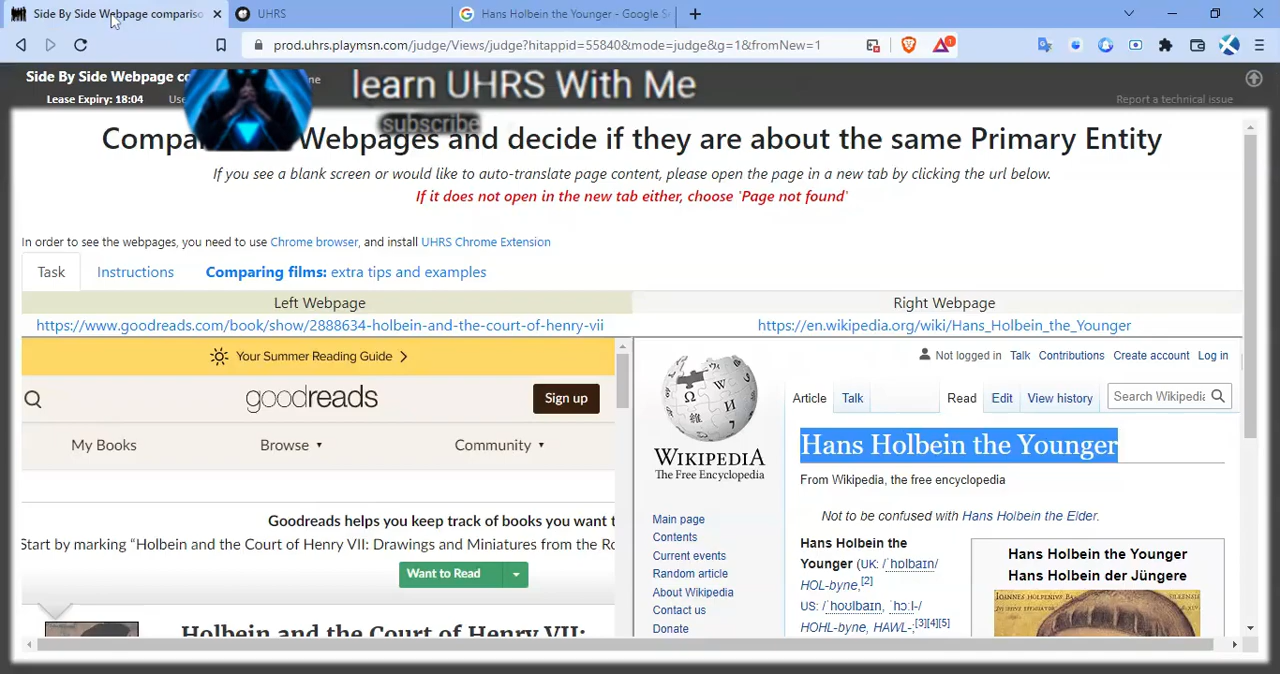 Side By Side Webpage compariso
UHRS
Hans Holbein the Younger - Google Se
prod.uhrs.playmsn.com/judge/Views/judge?hitappid=55840&mode=judge&g=1&fromNew=1
Side By Side Webpage co
me
Lease Expiry: 18:04
Use
learn UHRS With Me
subscribe
Report a technical issue
Compa Webpages and decide if they are about the same Primary Entity
If you see a blank screen or would like to auto-translate page content, please open the page in a new tab by clicking the url below.
If it does not open in the new tab either, choose 'Page not found'
In order to see the webpages, you need to use Chrome browser, and install UHRS Chrome Extension
Task
Instructions
Comparing films: extra tips and examples
Left Webpage
Right Webpage
https://www.goodreads.com/book/show/2888634-holbein-and-the-court-of-henry-vii
https://en.wikipedia.org/wiki/Hans_Holbein_the_Younger
Your Summer Reading Guide
goodreads
Sign up
My Books
Browse
Community
Goodreads helps you keep track of books you want t
Start by marking “Holbein and the Court of Henry VII: Drawings and Miniatures from the Ro
Want to Read
Holbein and the Court of Henry VII:
Not logged in Talk Contributions Create account Log in
Article Talk Read Edit View history Search Wikipedia
WIKIPEDIA
The Free Encyclopedia
Main page
Contents
Current events
Random article
About Wikipedia
Contact us
Donate
Hans Holbein the Younger
From Wikipedia, the free encyclopedia
Not to be confused with Hans Holbein the Elder.
Hans Holbein the
Younger (UK: /ˈhɒlbaɪn/
HOL-byne,[2]
US: /ˈhoʊlbaɪn, ˈhɔːl-/
HOHL-byne, HAWL-;[3][4][5]
Hans Holbein the Younger
Hans Holbein der Jüngere